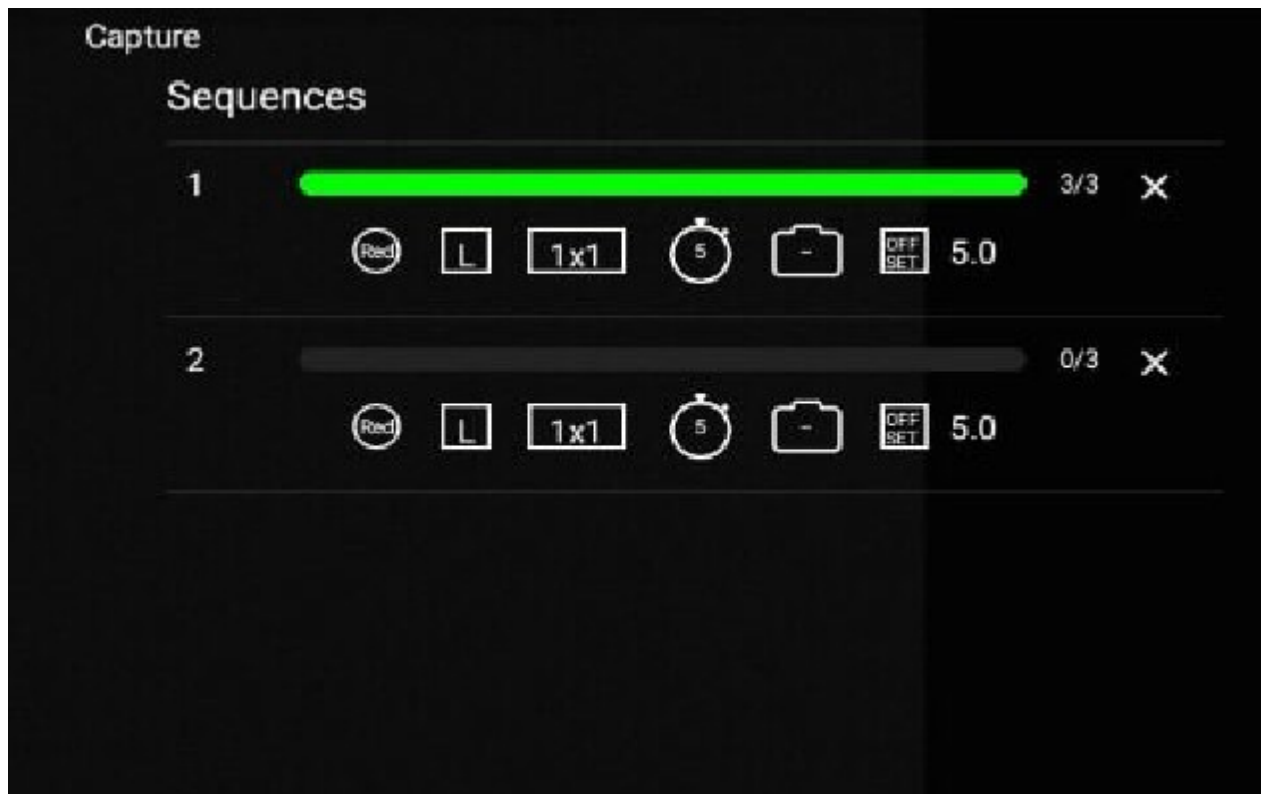 Capture
Sequences
1 3/3 X
Red L 1x1 5 - OFF SET 5.0
2 0/3 X
Red L 1x1 5 - OFF SET 5.0